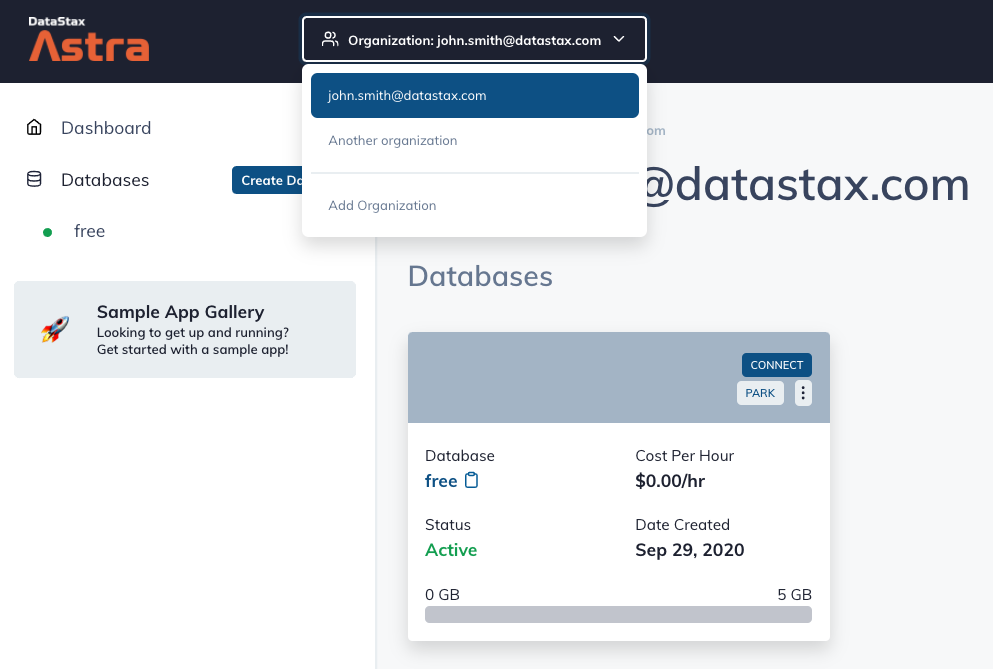 DataStax
Astra
Organization: john.smith@datastax.com
john.smith@datastax.com
Another organization
Add Organization
Dashboard
Databases
Create Da
free
Sample App Gallery
Looking to get up and running?
Get started with a sample app!
om
@datastax.com
Databases
CONNECT
PARK
Database
free
Cost Per Hour
$0.00/hr
Status
Active
Date Created
Sep 29, 2020
0 GB
5 GB